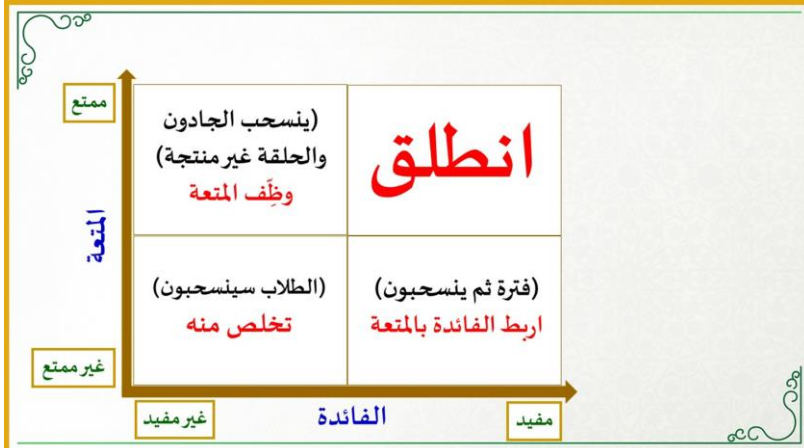 ممتع
المتعة
غير ممتع
(ينسحب الجادون
والحلقة غير منتجة)
وظِّف المتعة
انطلق
(الطلاب سينسحبون)
تخلص منه
(فترة ثم ينسحبون)
اربط الفائدة بالمتعة
غير مفيد
الفائدة
مفيد